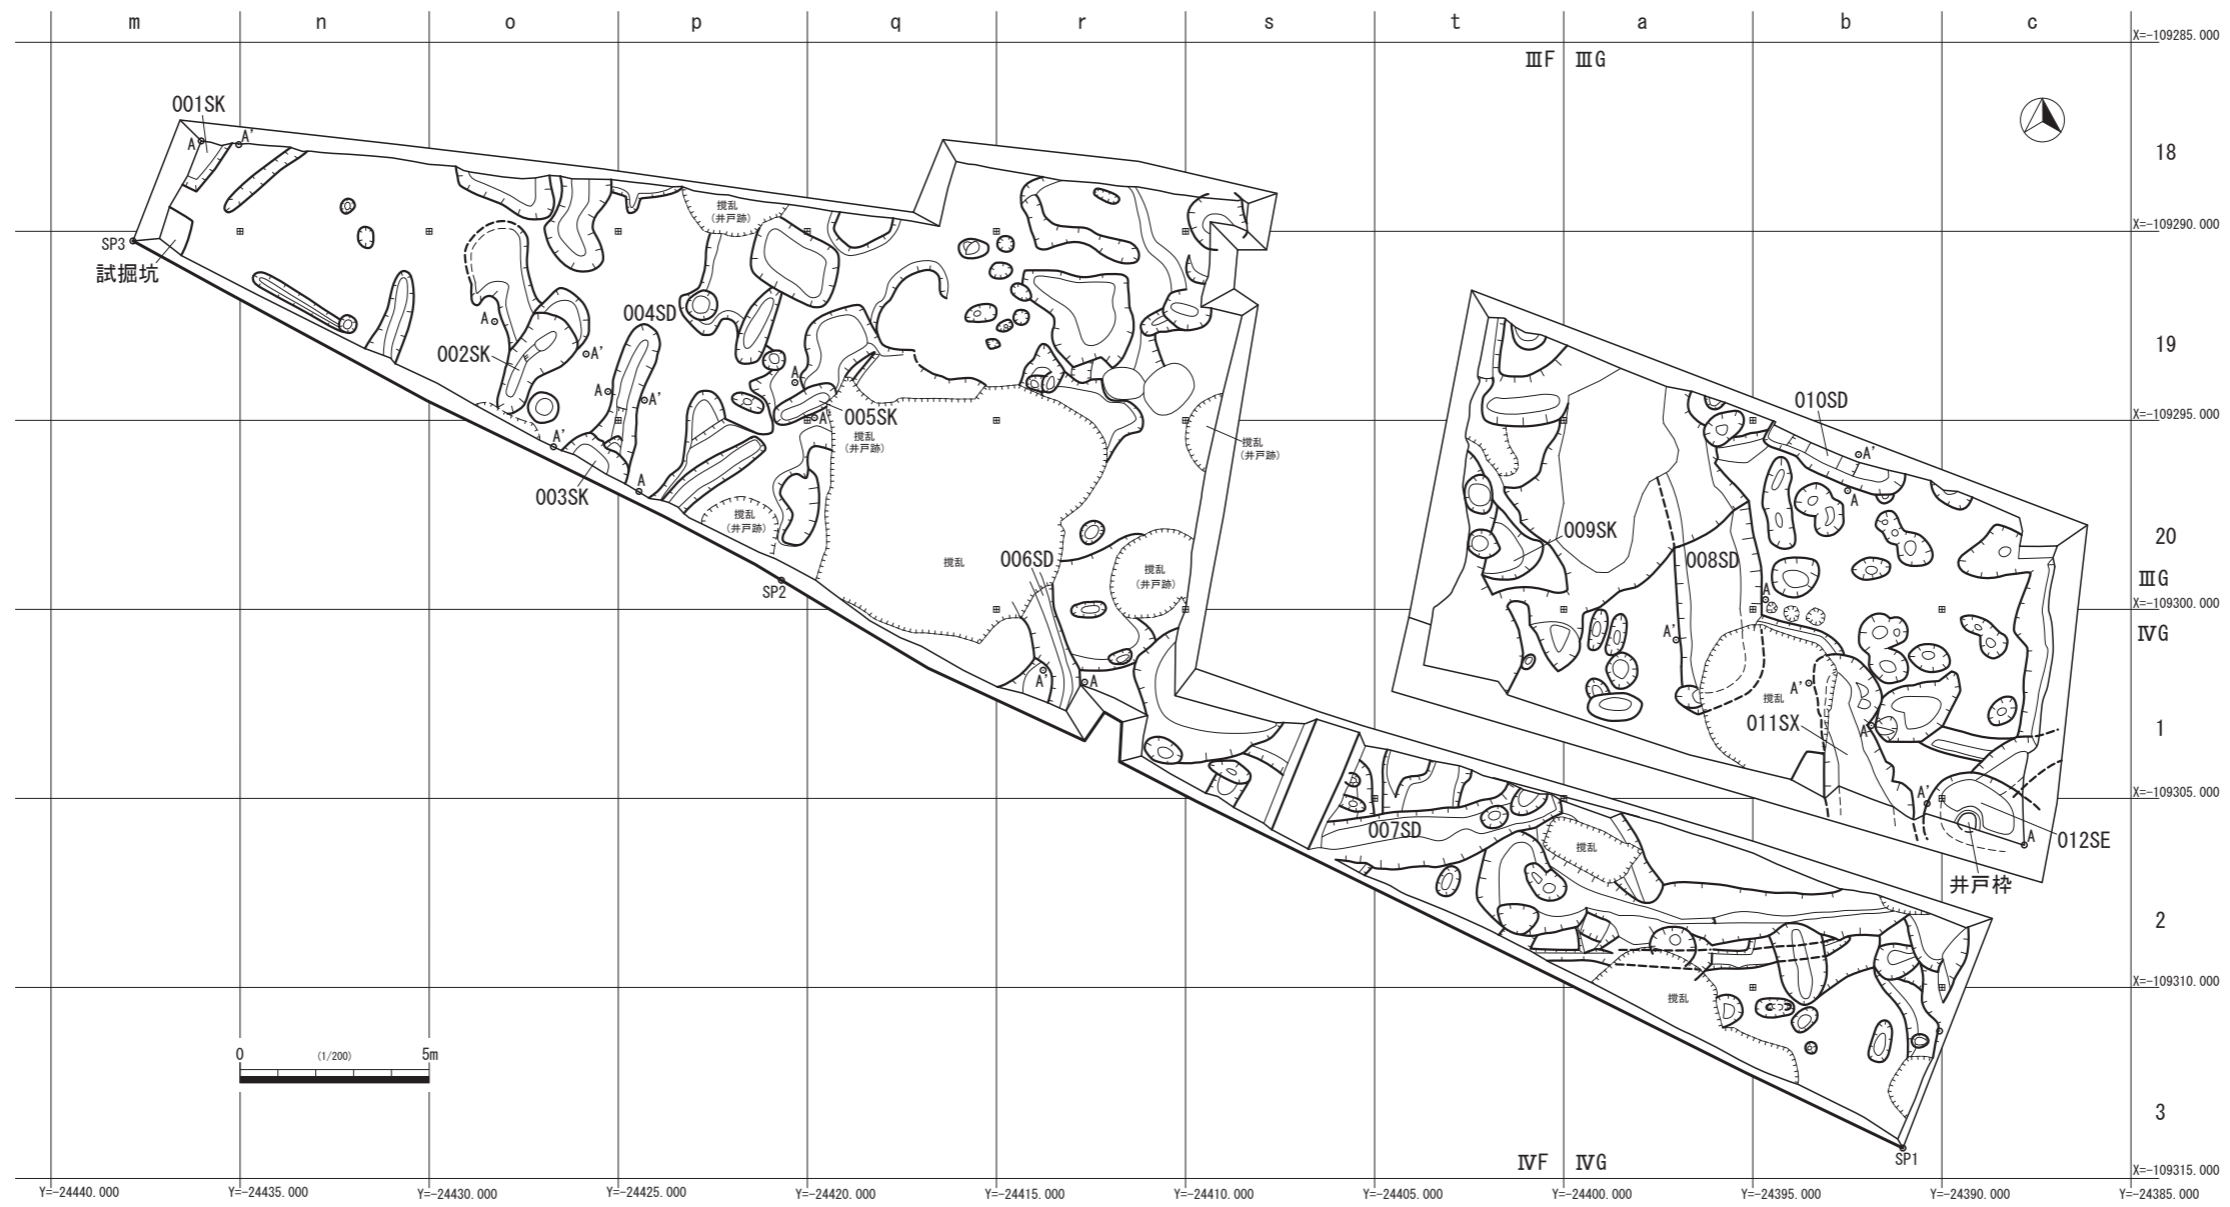 m n o p q r s t a b c
X=-109285.000
ⅢF ⅢG
001SK
A A'
18
攪乱
(井戸跡)
X=-109290.000
SP3
試掘坑
A
004SD
002SK
A'
19
A
A
A'
010SD
005SK
A'
X=-109295.000
攪乱
(井戸跡)
攪乱
(井戸跡)
A'
A'
003SK
A
A
攪乱
(井戸跡)
009SK
20
006SD
008SD
攪乱
攪乱
(井戸跡)
ⅢG
SP2
A
X=-109300.000
ⅣG
A'
A'
A
A'
攪乱
011SX
A
1
A'
X=-109305.000
007SD
012SE
A
攪乱
井戸枠
2
X=-109310.000
攪乱
0 (1/200) 5m
3
ⅣF ⅣG
SP1
X=-109315.000
Y=-24440.000 Y=-24435.000 Y=-24430.000 Y=-24425.000 Y=-24420.000 Y=-24415.000 Y=-24410.000 Y=-24405.000 Y=-24400.000 Y=-24395.000 Y=-24390.000 Y=-24385.000